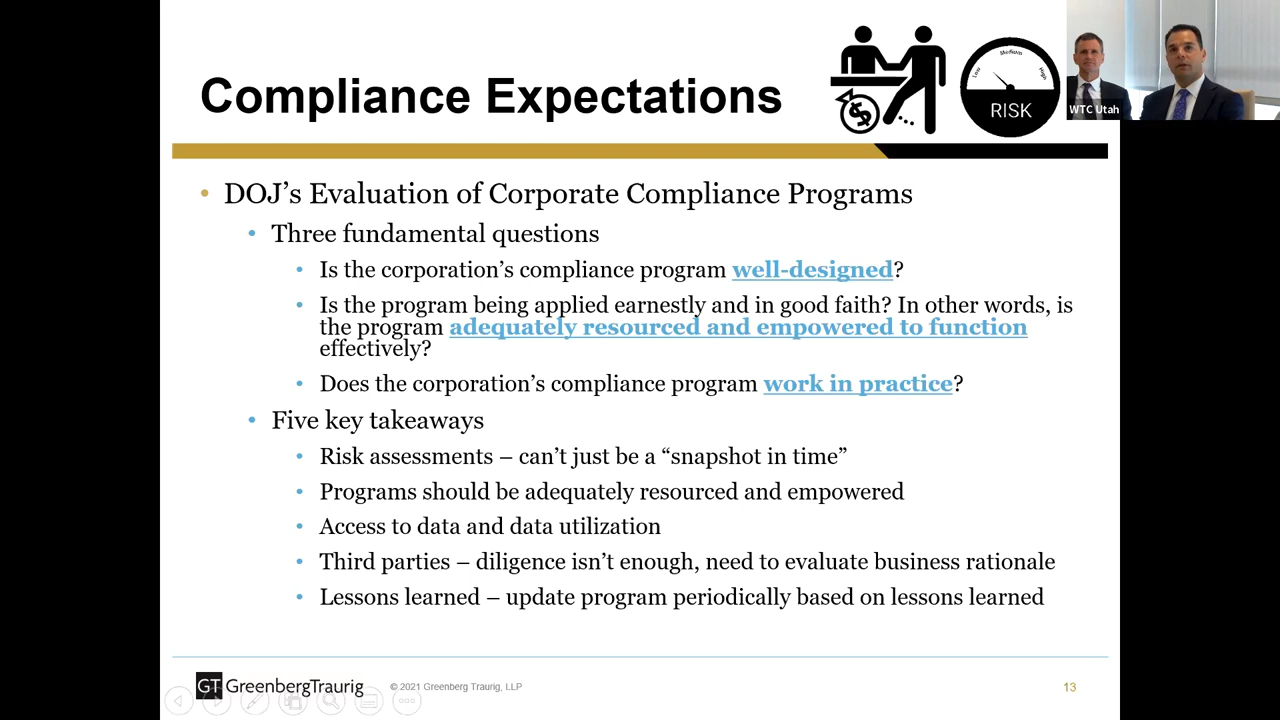 Compliance Expectations
$
Low
Medium
High
RISK
WTC Utah
• DOJ’s Evaluation of Corporate Compliance Programs
• Three fundamental questions
• Is the corporation’s compliance program well-designed?
• Is the program being applied earnestly and in good faith? In other words, is
the program adequately resourced and empowered to function
effectively?
• Does the corporation’s compliance program work in practice?
• Five key takeaways
• Risk assessments – can’t just be a “snapshot in time”
• Programs should be adequately resourced and empowered
• Access to data and data utilization
• Third parties – diligence isn’t enough, need to evaluate business rationale
• Lessons learned – update program periodically based on lessons learned
GT GreenbergTraurig
© 2021 Greenberg Traurig, LLP
13